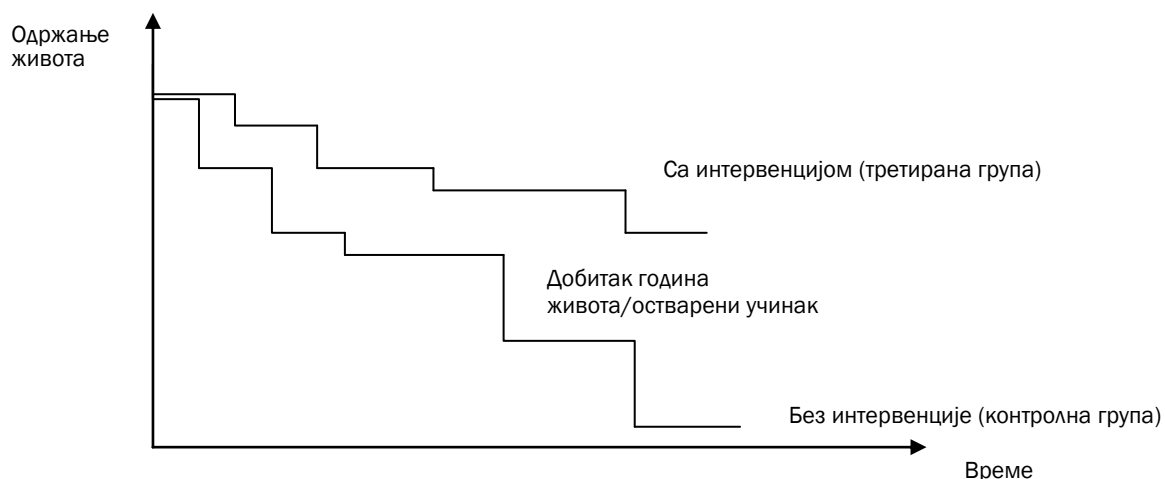 Одржање
живота
Са интервенцијом (третирана група)
Добитак година
живота/остварени учинак
Без интервенције (контролна група)
Време